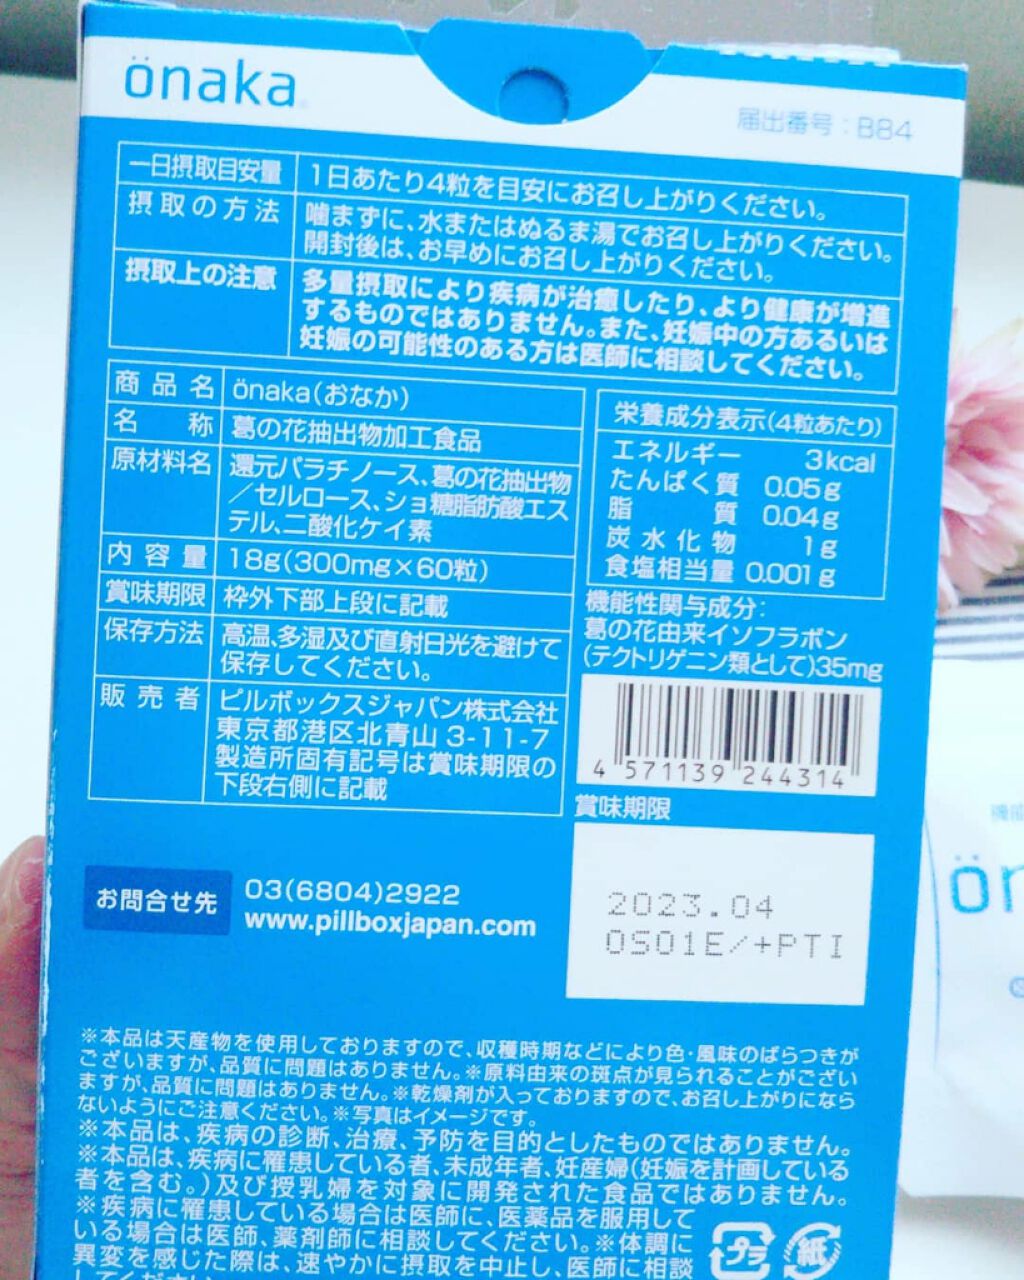 önaka
届出番号:B84
一日摂取目安量
1日あたり4粒を目安にお召し上がりください。
摂取の方法
噛まずに、水またはぬるま湯でお召し上がりください。
開封後は、お早めにお召し上がりください。
摂取上の注意
多量摂取により疾病が治癒したり、より健康が増進
するものではありません。また、妊娠中の方あるいは
妊娠の可能性のある方は医師に相談してください。
商品名
önaka(おなか)
名称
葛の花抽出物加工食品
原材料名
還元パラチノース、葛の花抽出物
/セルロース、ショ糖脂肪酸エス
テル、二酸化ケイ素
内容量
18g(300mg×60粒)
賞味期限
枠外下部上段に記載
保存方法
高温、多湿及び直射日光を避けて
保存してください。
販売者
ピルボックスジャパン株式会社
東京都港区北青山 3-11-7
製造所固有記号は賞味期限の
下段右側に記載
栄養成分表示(4粒あたり)
エネルギー 3kcal
たんぱく質 0.05g
脂質 0.04g
炭水化物 1g
食塩相当量 0.001g
機能性関与成分:
葛の花由来イソフラボン
(テクトリゲニン類として)35mg
4 571139 244314
賞味期限
2023.04
0S01E/+PTI
お問合せ先
03(6804)2922
www.pillboxjapan.com
※本品は天産物を使用しておりますので、収穫時期などにより色・風味のばらつきが
ございますが、品質に問題はありません。※原料由来の斑点が見られることがござい
ますが、品質に問題はありません。※乾燥剤が入っておりますので、お召し上がりになら
ないようにご注意ください。※写真はイメージです。
※本品は、疾病の診断、治療、予防を目的としたものではありません。
※本品は、疾病に罹患している者、未成年者、妊産婦(妊娠を計画している
者を含む。)及び授乳婦を対象に開発された食品ではありません。
※疾病に罹患している場合は医師に、医薬品を服用して
いる場合は医師、薬剤師に相談してください。※体調に
異変を感じた際は、速やかに摂取を中止し、医師に相談
してください
プラ
紙
機能
ön